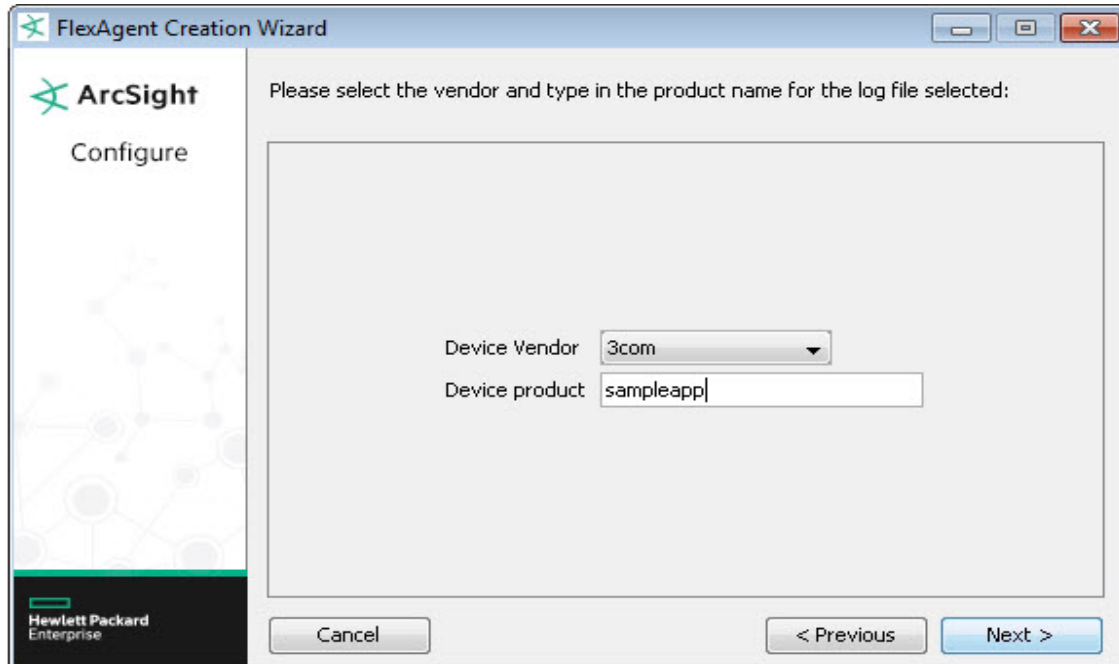 FlexAgent Creation Wizard
ArcSight
Configure
Please select the vendor and type in the product name for the log file selected:
Device Vendor 3com
Device product sampleapp
Hewlett Packard
Enterprise
Cancel < Previous Next >